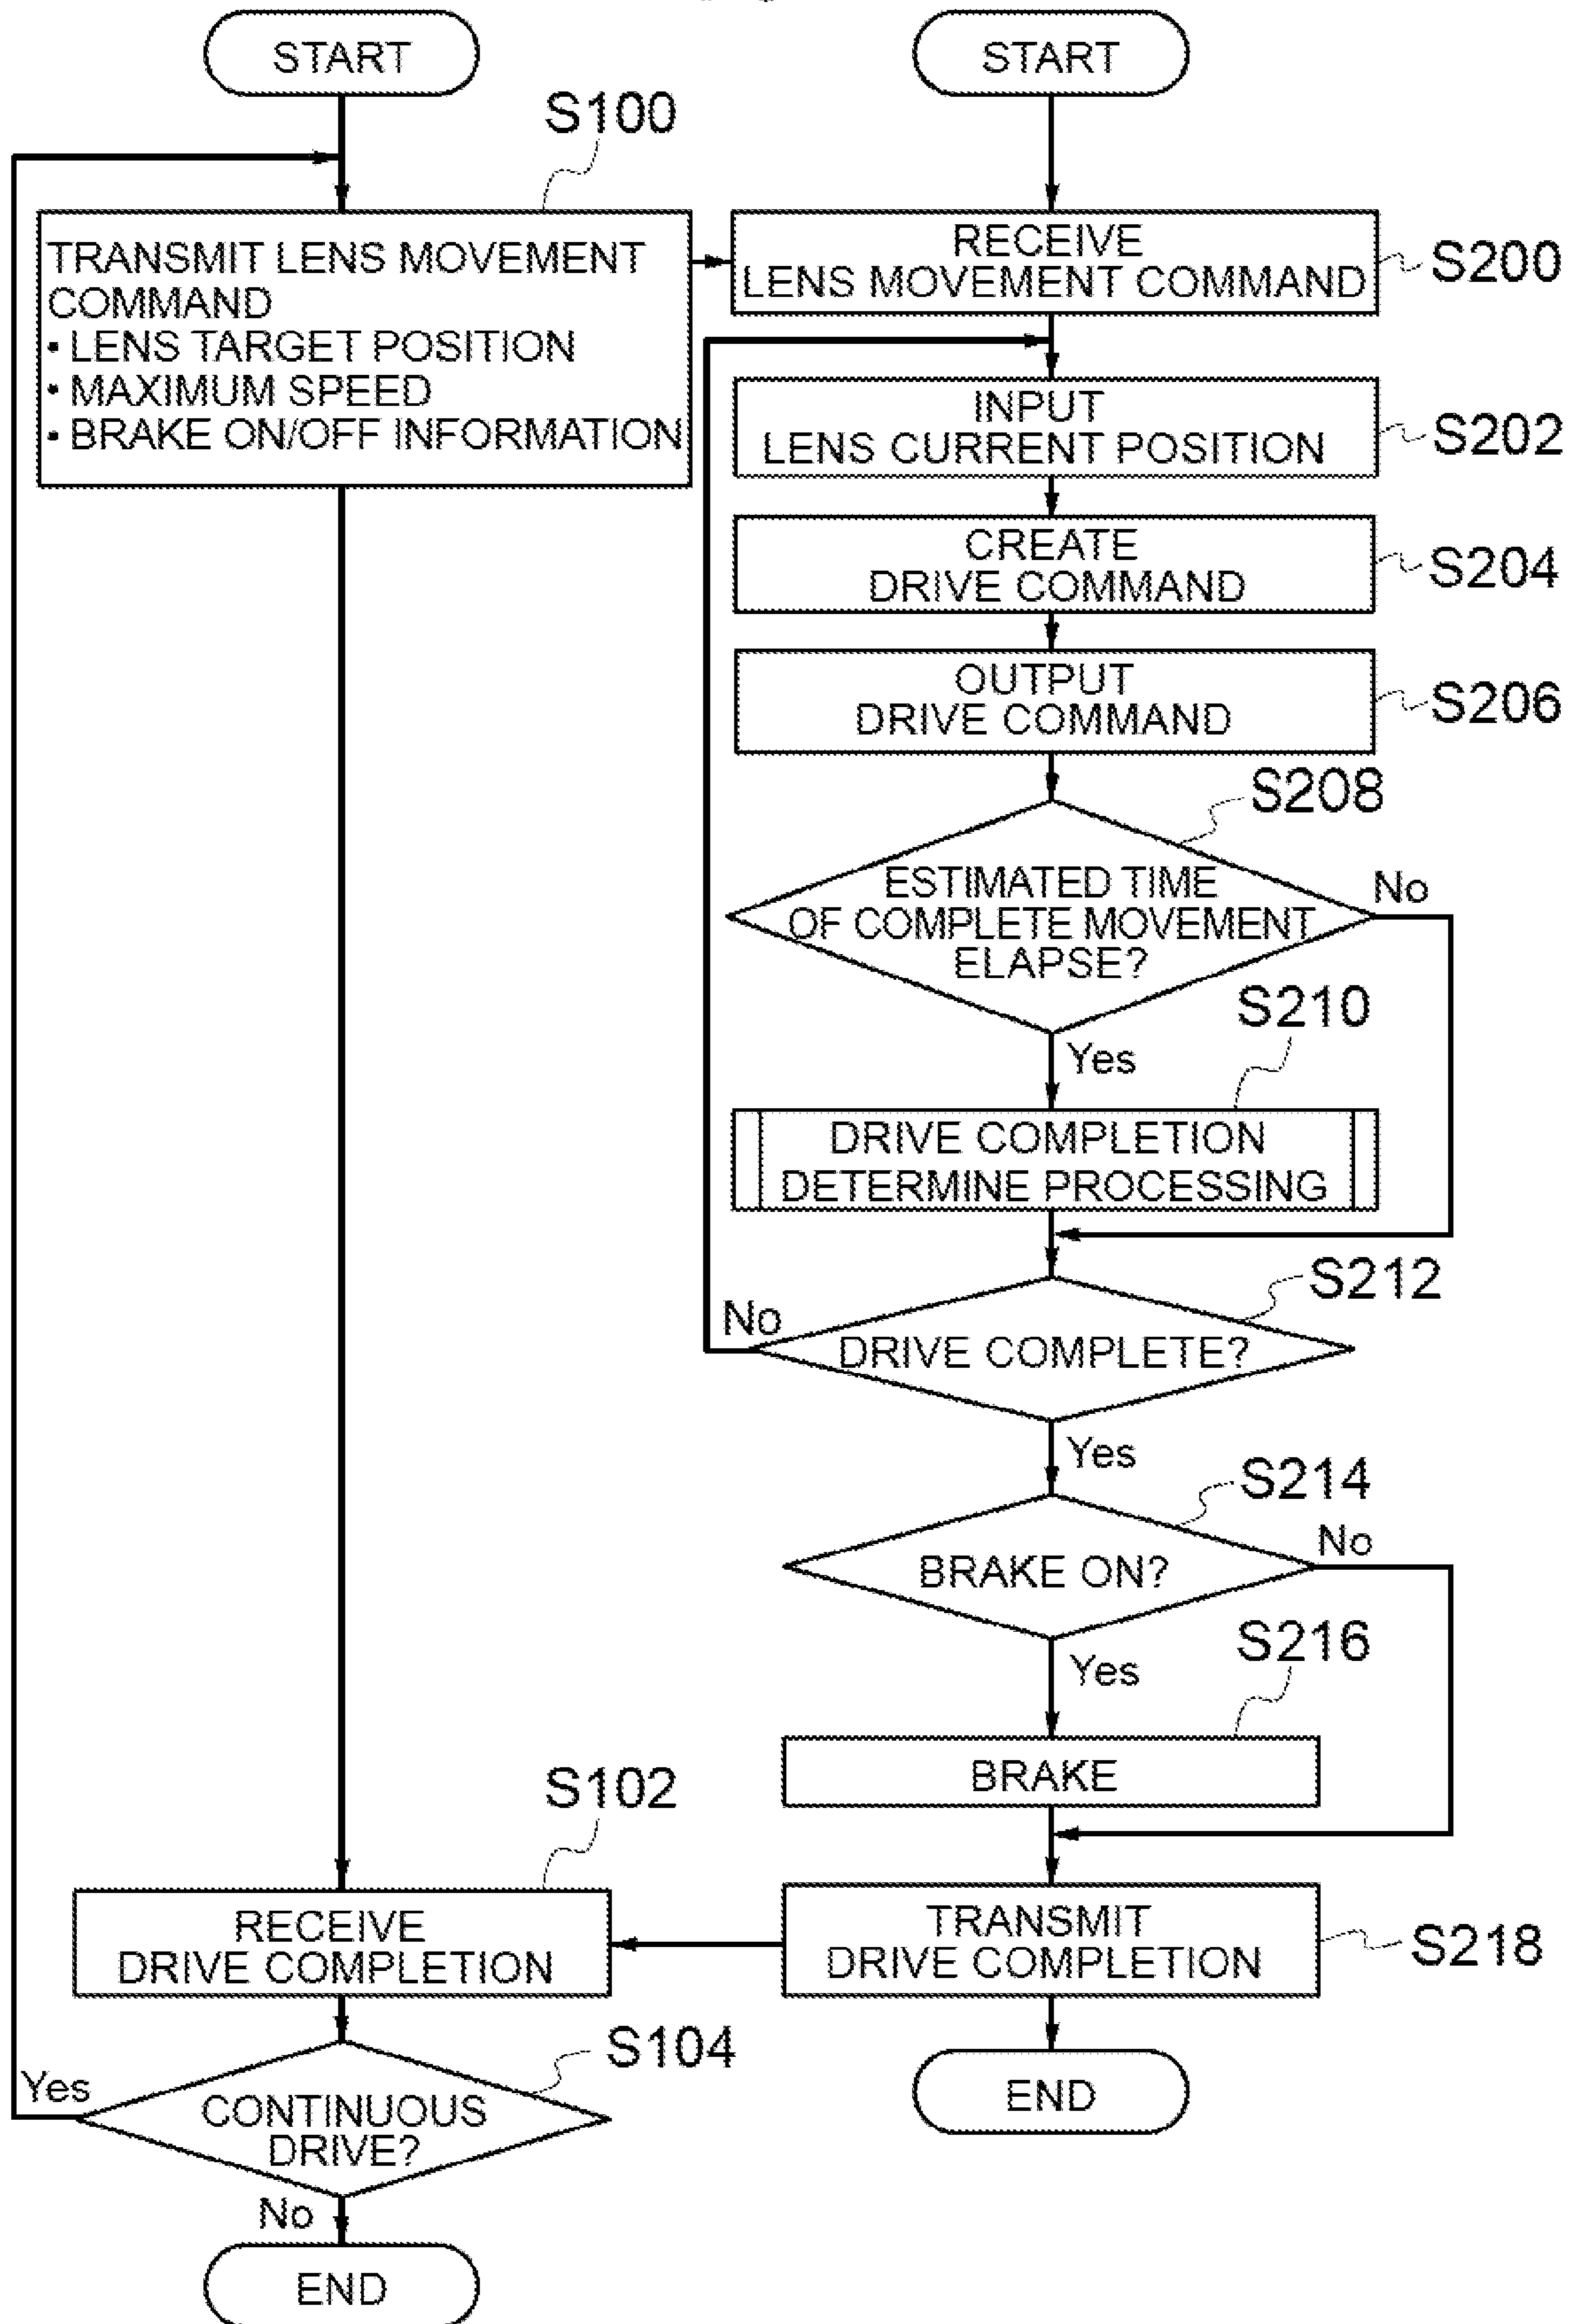 START
S100
TRANSMIT LENS MOVEMENT
COMMAND
• LENS TARGET POSITION
• MAXIMUM SPEED
• BRAKE ON/OFF INFORMATION
S102
RECEIVE
DRIVE COMPLETION
S104
Yes
CONTINUOUS
DRIVE?
No
END
START
RECEIVE
LENS MOVEMENT COMMAND
S200
INPUT
LENS CURRENT POSITION
S202
CREATE
DRIVE COMMAND
S204
OUTPUT
DRIVE COMMAND
S206
S208
ESTIMATED TIME
OF COMPLETE MOVEMENT
ELAPSE?
No
Yes
S210
DRIVE COMPLETION
DETERMINE PROCESSING
S212
No
DRIVE COMPLETE?
Yes
S214
BRAKE ON?
No
Yes
S216
BRAKE
TRANSMIT
DRIVE COMPLETION
S218
END